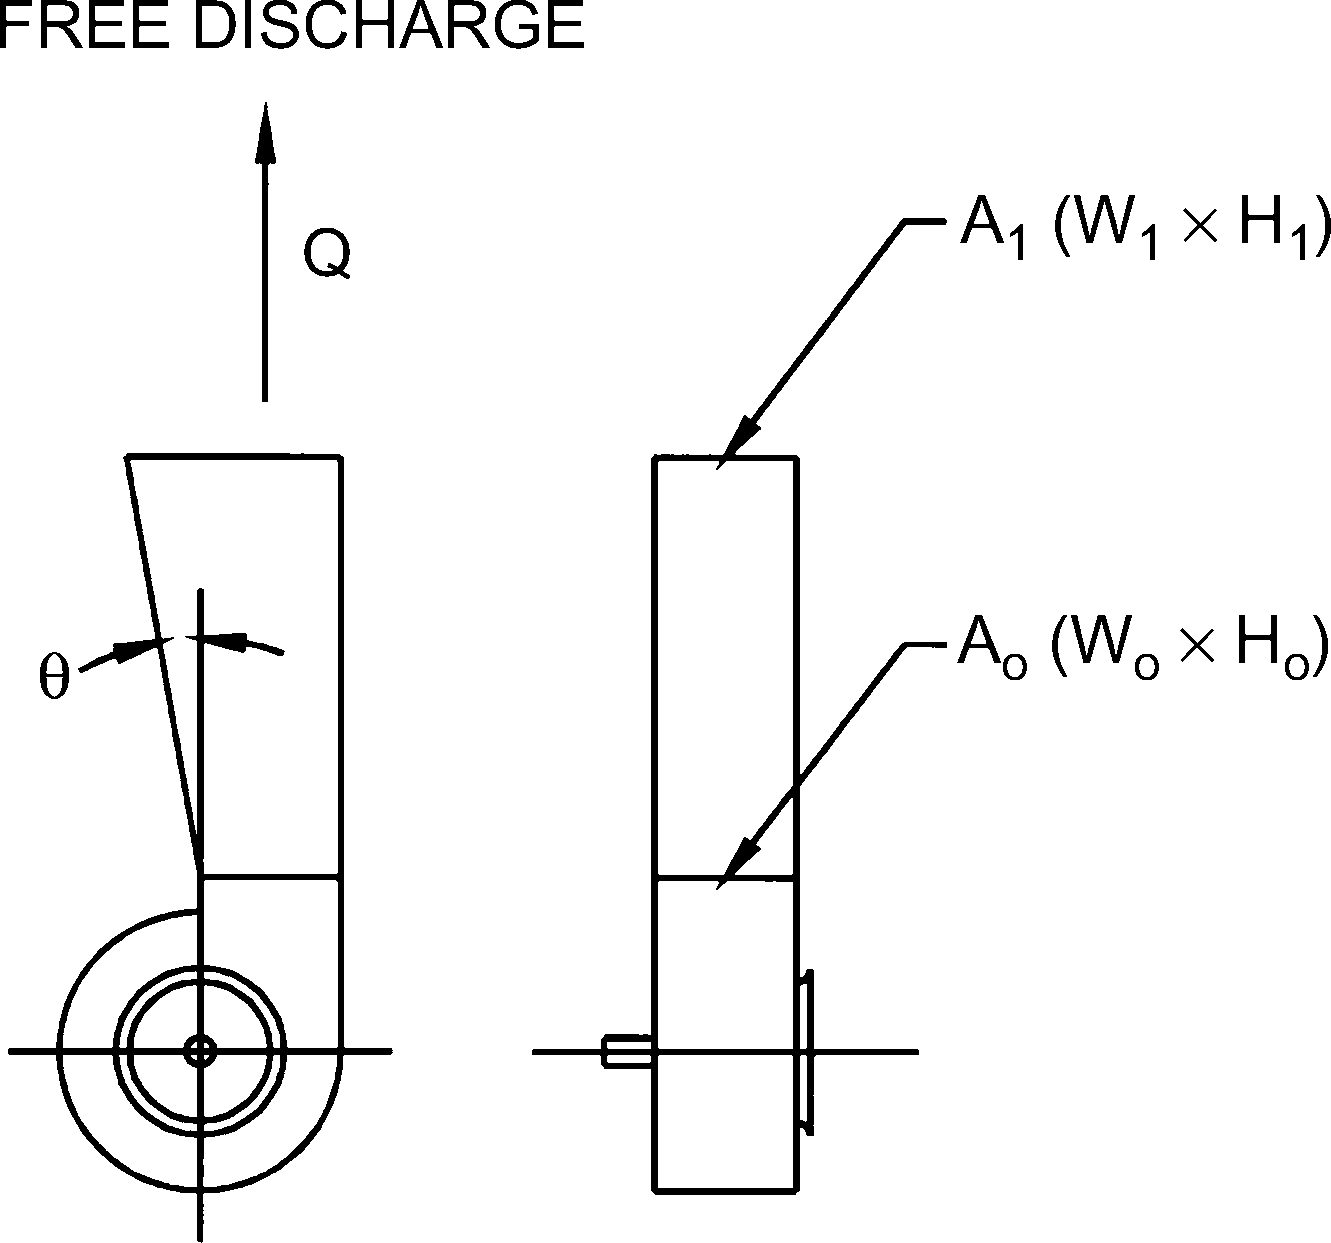 FREE DISCHARGE
Q
A₁ (W₁ × H₁)
θ
Aₒ (Wₒ × Hₒ)